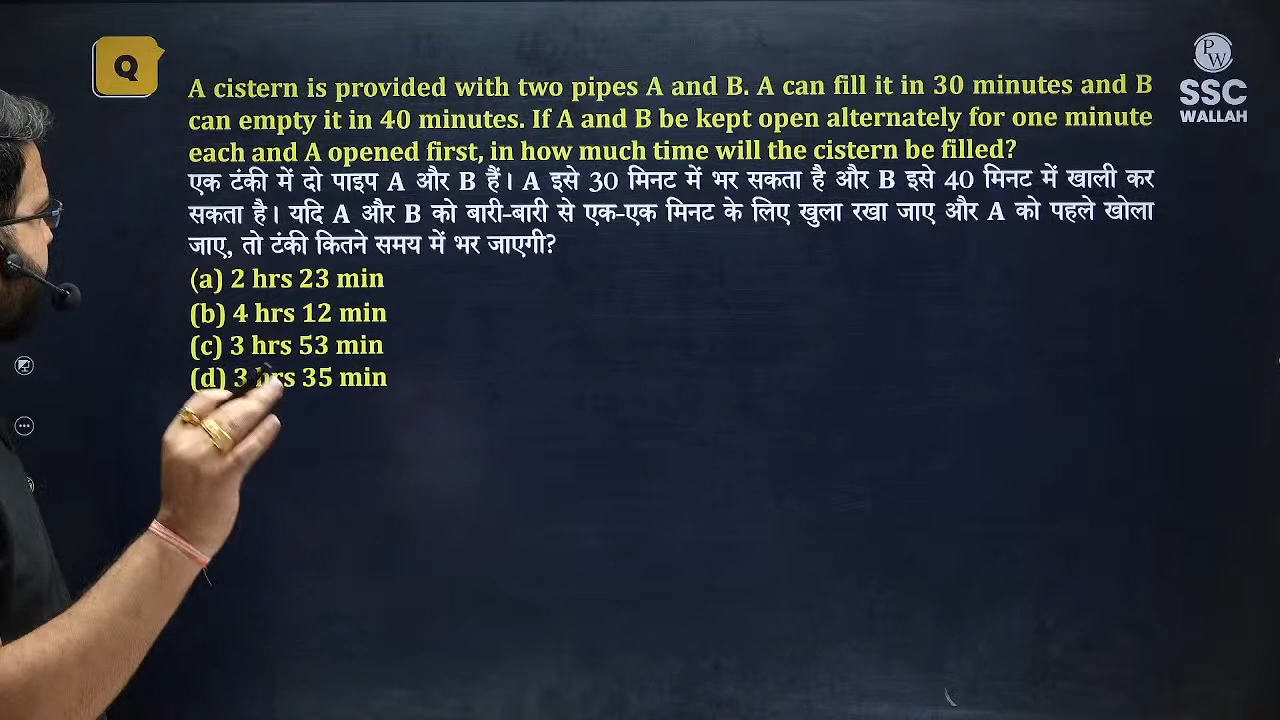 Q
A cistern is provided with two pipes A and B. A can fill it in 30 minutes and B
can empty it in 40 minutes. If A and B be kept open alternately for one minute
each and A opened first, in how much time will the cistern be filled?
एक टंकी में दो पाइप A और B हैं। A इसे 30 मिनट में भर सकता है और B इसे 40 मिनट में खाली कर
सकता है। यदि A और B को बारी-बारी से एक-एक मिनट के लिए खुला रखा जाए और A को पहले खोला
जाए, तो टंकी कितने समय में भर जाएगी?
(a) 2 hrs 23 min
(b) 4 hrs 12 min
(c) 3 hrs 53 min
(d) 3 hrs 35 min
PW
SSC
WALLAH